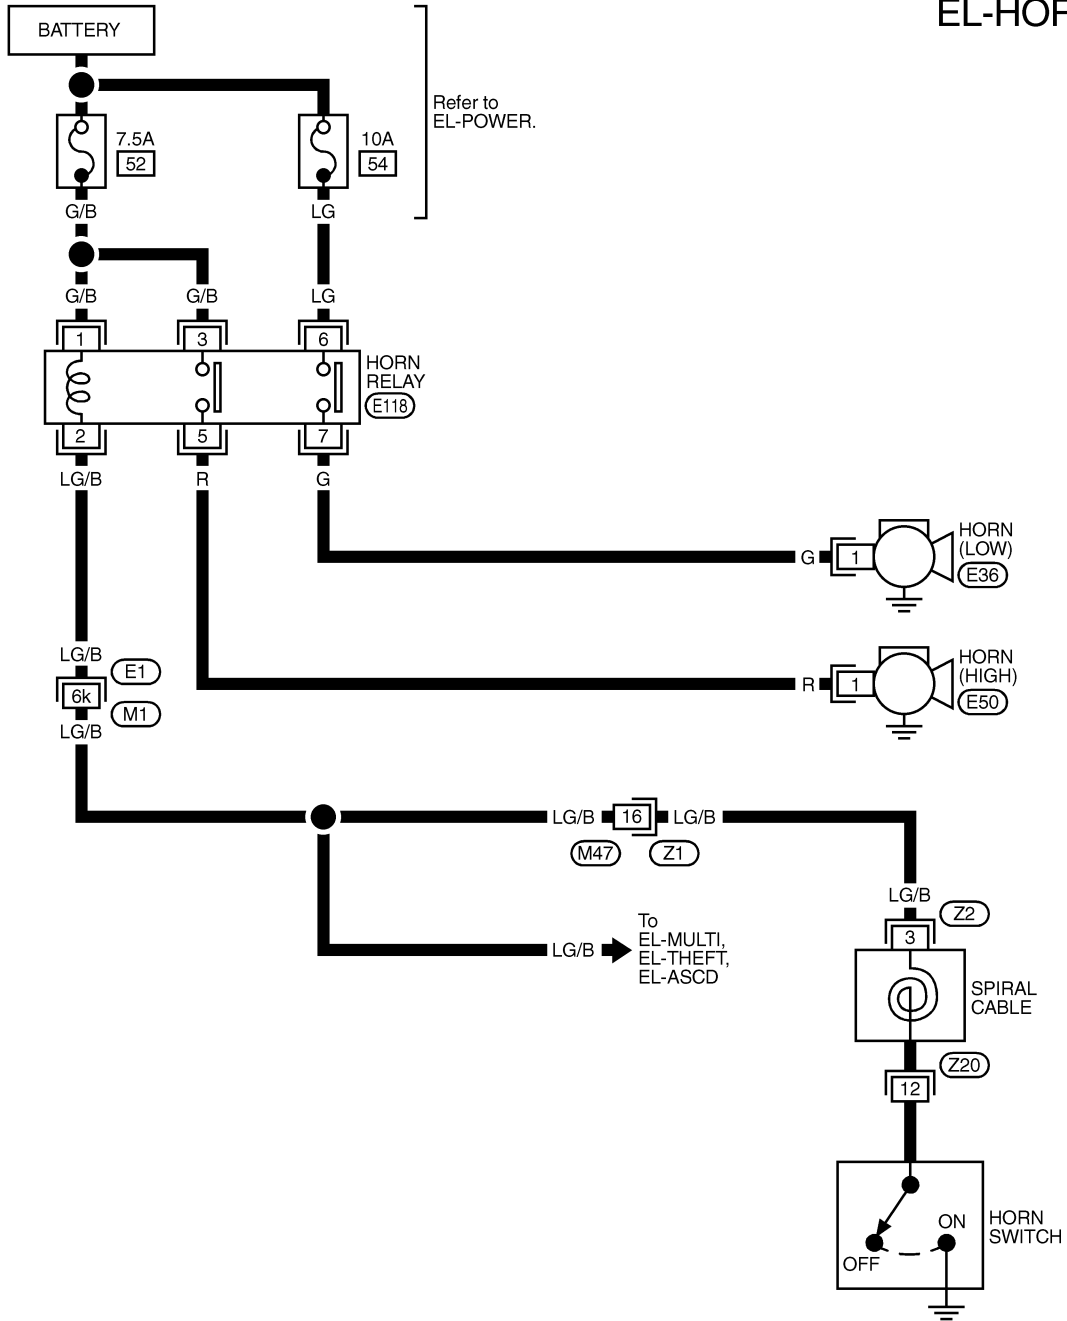 EL-HOR
BATTERY
Refer to
EL-POWER.
7.5A
52
10A
54
G/B
LG
G/B
G/B
LG
1
3
6
HORN
RELAY
E118
2
5
7
LG/B
R
G
HORN
(LOW)
G
1
E36
LG/B
E1
HORN
(HIGH)
R
1
6k
E50
M1
LG/B
LG/B
16
LG/B
M47
Z1
LG/B
Z2
To
EL-MULTI,
EL-THEFT,
EL-ASCD
LG/B
3
SPIRAL
CABLE
Z20
12
ON
OFF
HORN
SWITCH